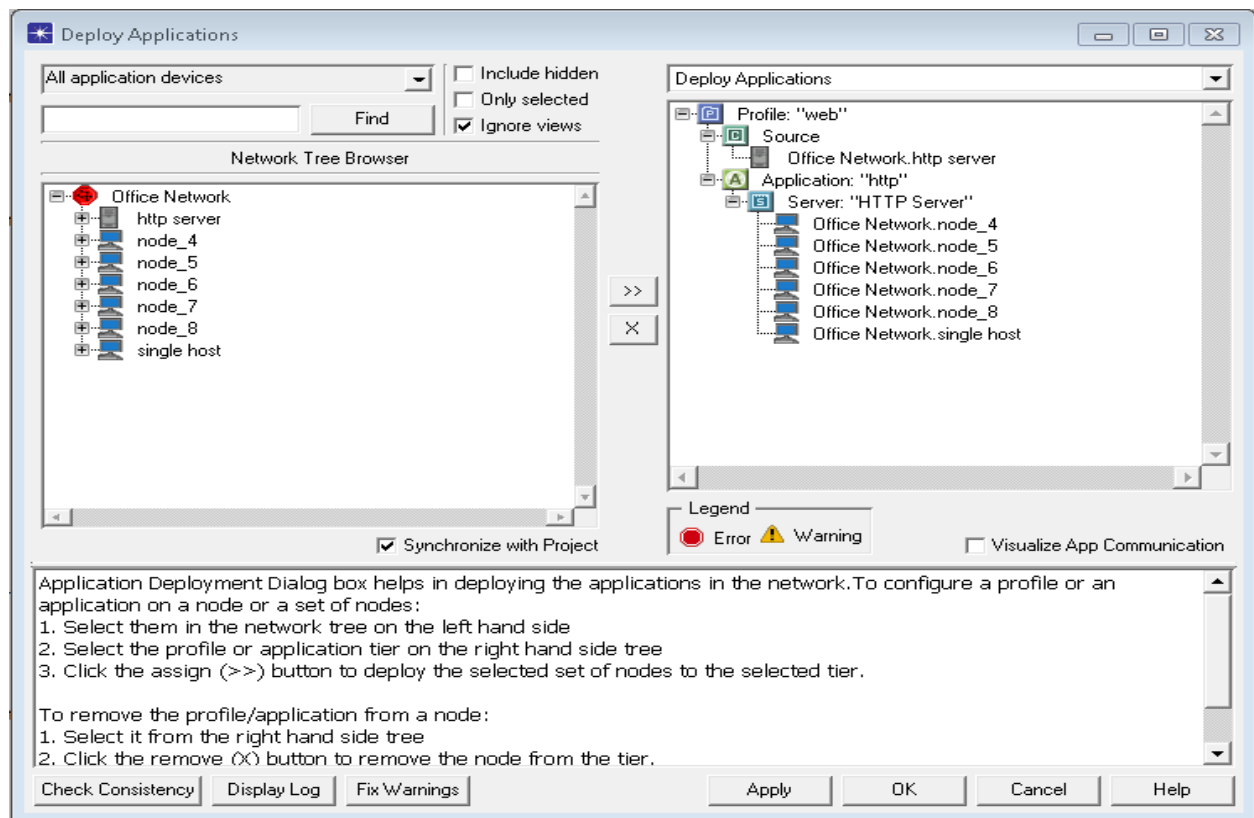 Deploy Applications
All application devices
Find
Include hidden
Only selected
Ignore views
Network Tree Browser
Office Network
http server
node_4
node_5
node_6
node_7
node_8
single host
Synchronize with Project
>>
X
Deploy Applications
Profile: "web"
Source
Office Network.http server
Application: "http"
Server: "HTTP Server"
Office Network.node_4
Office Network.node_5
Office Network.node_6
Office Network.node_7
Office Network.node_8
Office Network.single host
Legend
Error Warning
Visualize App Communication
Application Deployment Dialog box helps in deploying the applications in the network.To configure a profile or an
application on a node or a set of nodes:
1. Select them in the network tree on the left hand side
2. Select the profile or application tier on the right hand side tree
3. Click the assign (>>) button to deploy the selected set of nodes to the selected tier.
To remove the profile/application from a node:
1. Select it from the right hand side tree
2. Click the remove (X) button to remove the node from the tier.
Check Consistency Display Log Fix Warnings Apply OK Cancel Help